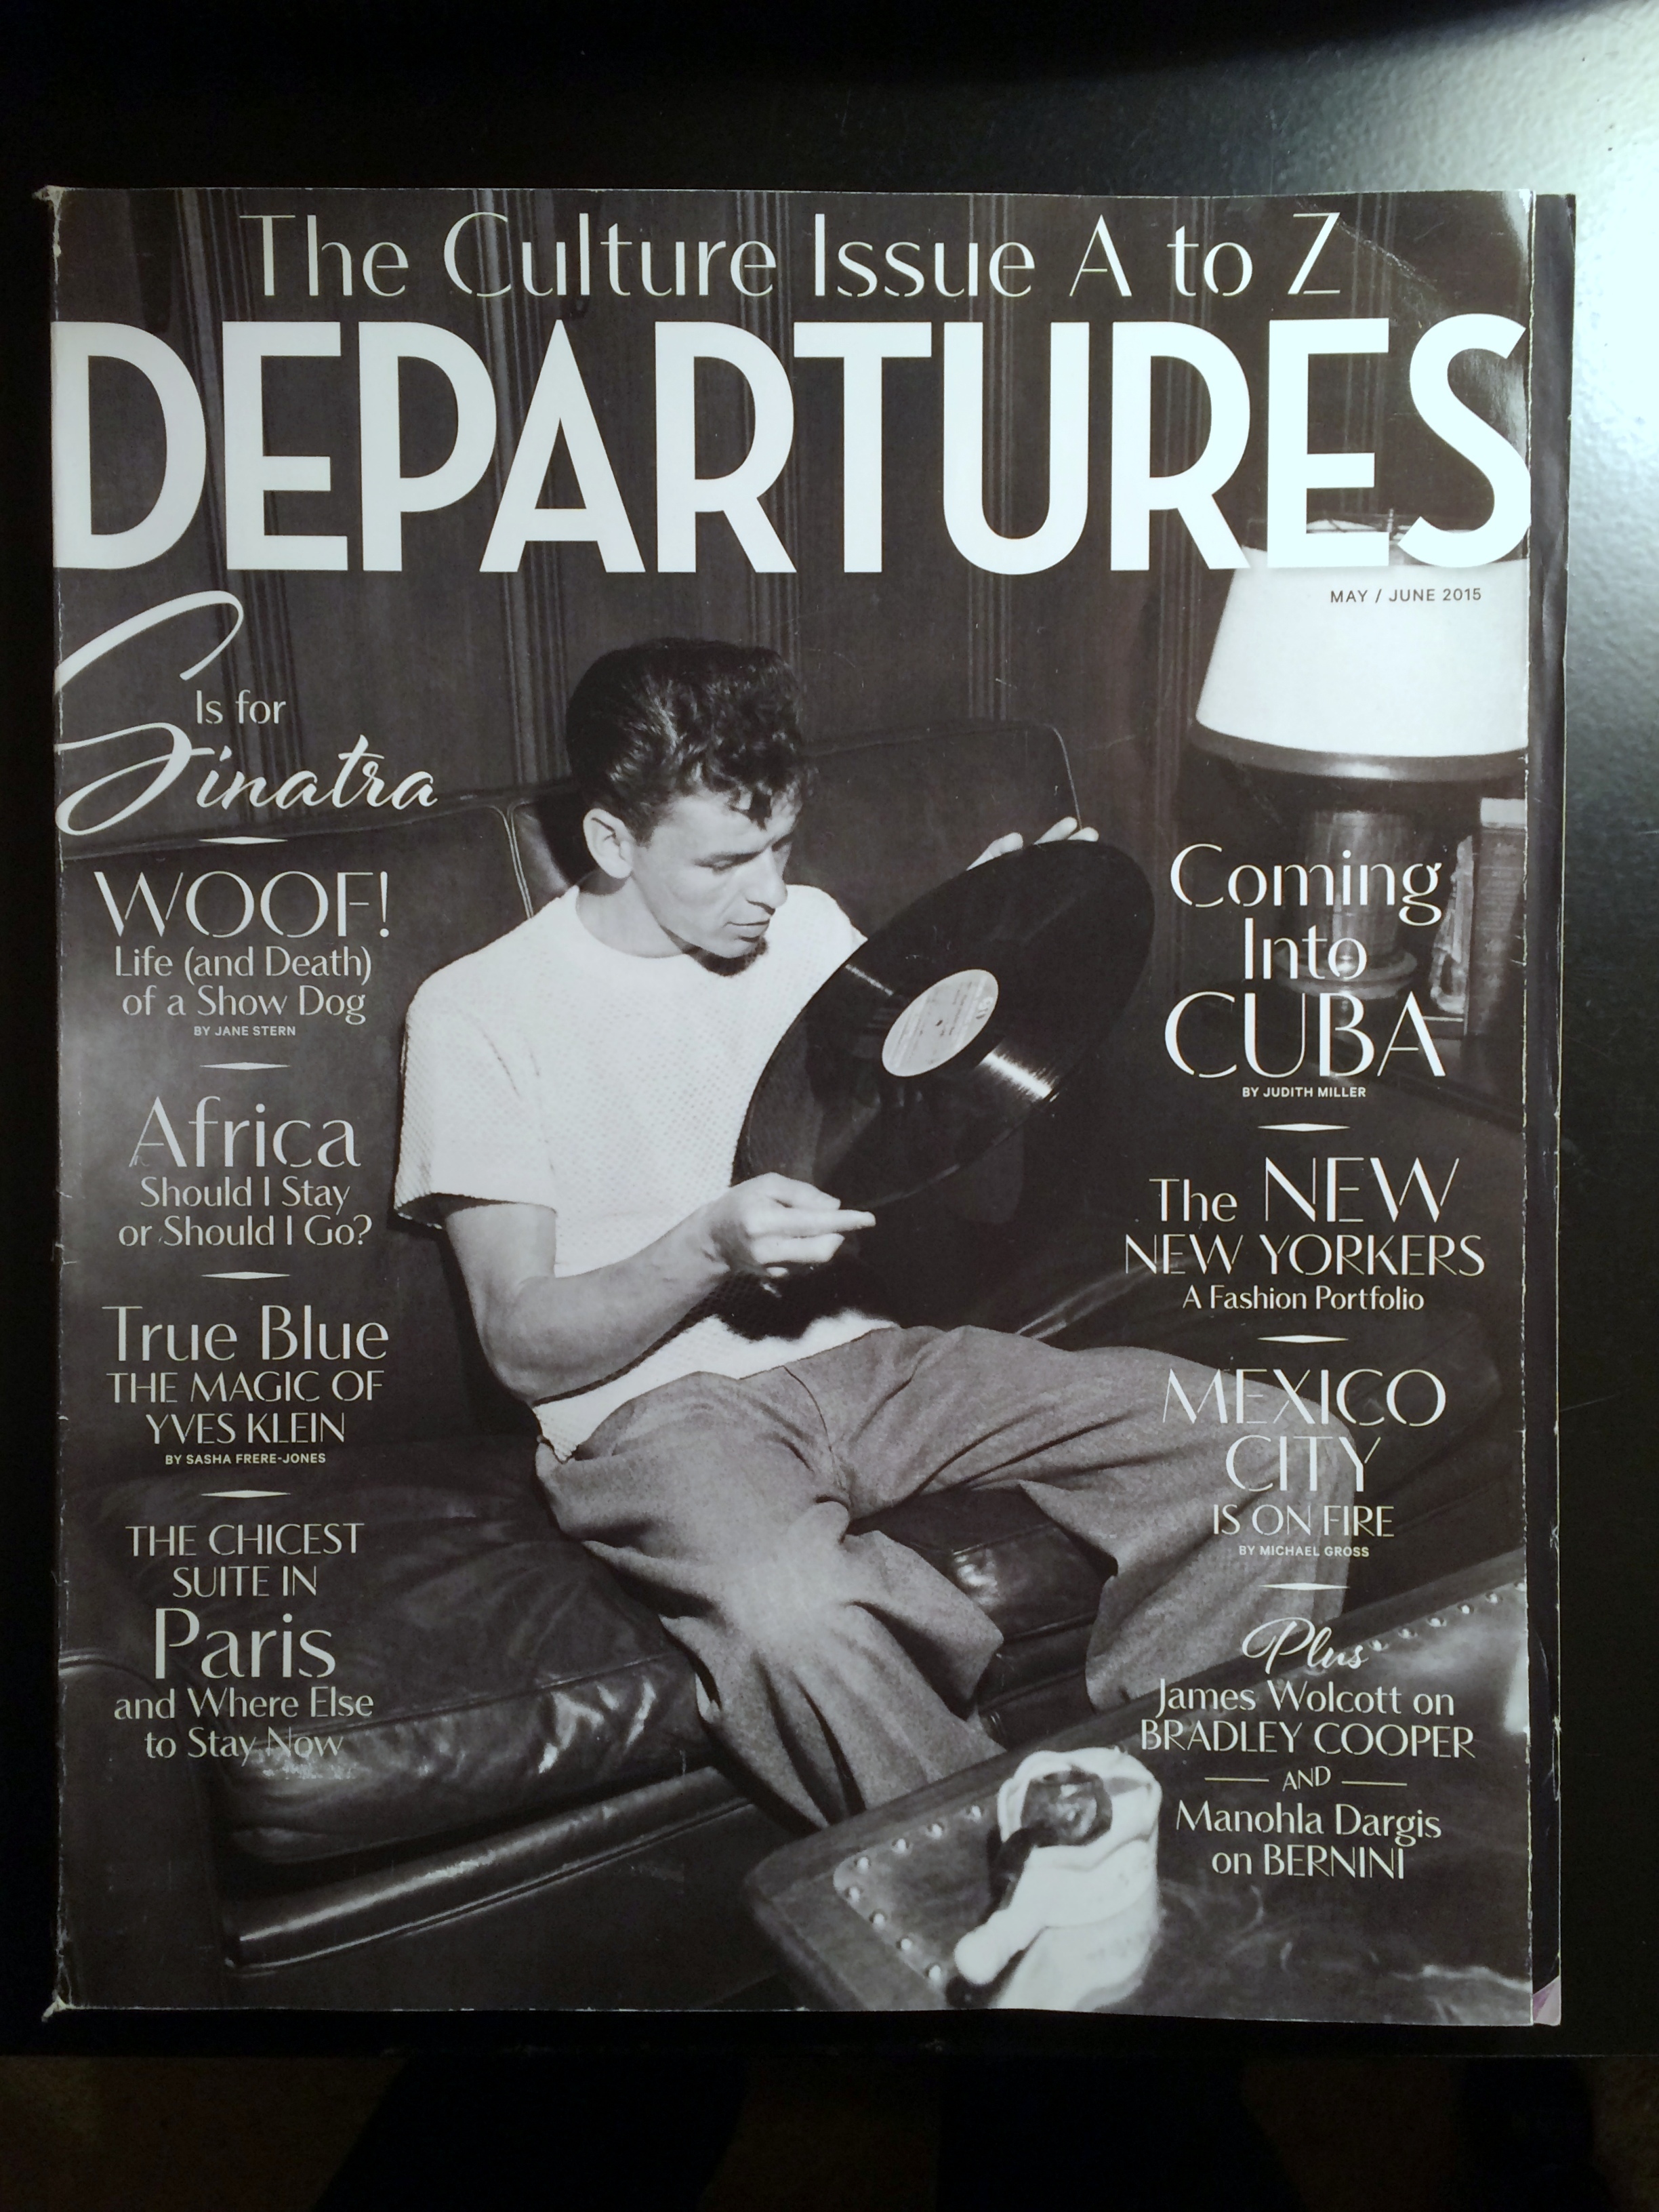 The Culture Issue A to Z
DEPARTURES
MAY / JUNE 2015
S Is for
Sinatra
WOOF!
Life (and Death)
of a Show Dog
BY JANE STERN
Africa
Should I Stay
or Should I Go?
True Blue
THE MAGIC OF
YVES KLEIN
BY SASHA FRERE-JONES
THE CHICEST
SUITE IN
Paris
and Where Else
to Stay Now
Coming
Into
CUBA
BY JUDITH MILLER
The NEW
NEW YORKERS
A Fashion Portfolio
MEXICO
CITY
IS ON FIRE
BY MICHAEL GROSS
Plus
James Wolcott on
BRADLEY COOPER
AND
Manohla Dargis
on BERNINI